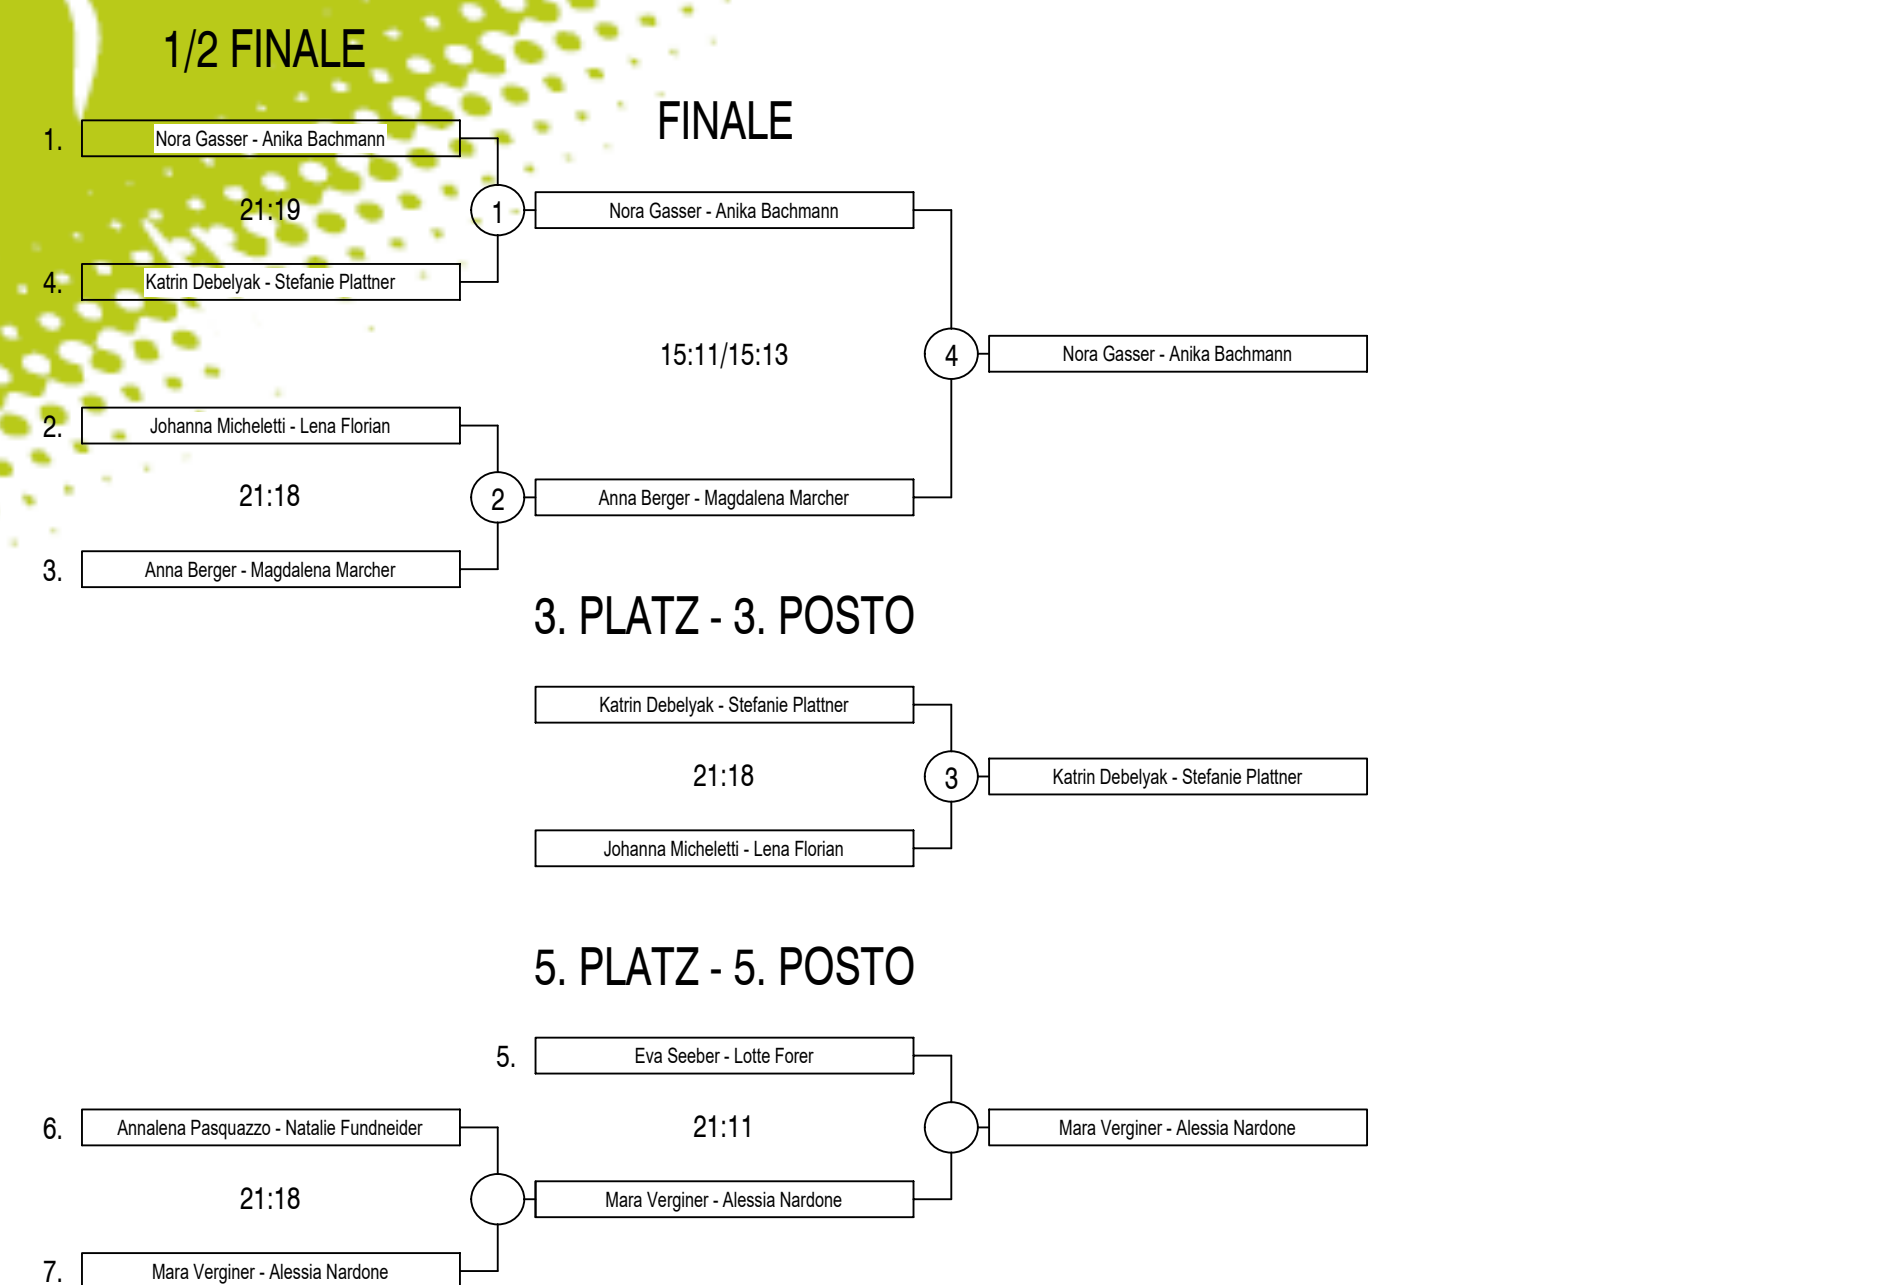 1/2 FINALE
FINALE
1. Nora Gasser - Anika Bachmann
21:19
1
Nora Gasser - Anika Bachmann
4. Katrin Debelyak - Stefanie Plattner
15:11/15:13
4
Nora Gasser - Anika Bachmann
2. Johanna Micheletti - Lena Florian
21:18
2
Anna Berger - Magdalena Marcher
3. Anna Berger - Magdalena Marcher
3. PLATZ - 3. POSTO
Katrin Debelyak - Stefanie Plattner
21:18
3
Katrin Debelyak - Stefanie Plattner
Johanna Micheletti - Lena Florian
5. PLATZ - 5. POSTO
5. Eva Seeber - Lotte Forer
6. Annalena Pasquazzo - Natalie Fundneider
21:11
Mara Verginer - Alessia Nardone
21:18
Mara Verginer - Alessia Nardone
7. Mara Verginer - Alessia Nardone